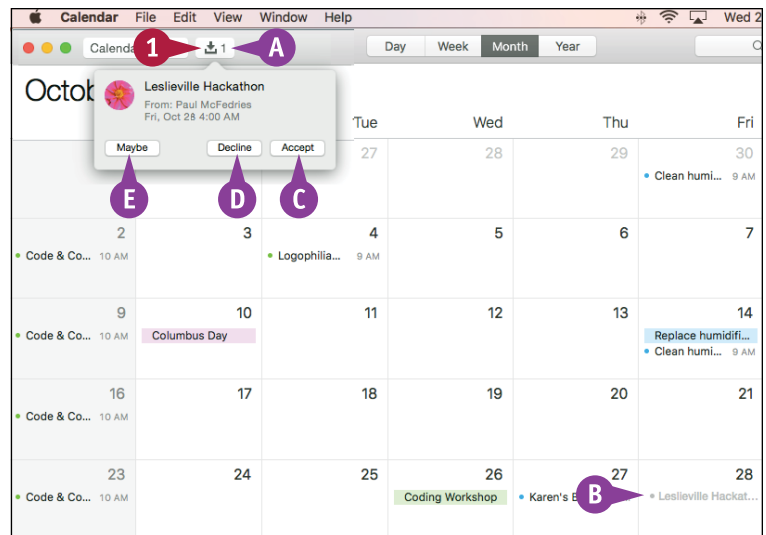 Calendar File Edit View Window Help Wed 2
Calenda 1 1 A Day Week Month Year
Octob
Leslieville Hackathon
From: Paul McFedries
Fri, Oct 28 4:00 AM
Maybe Decline Accept
E D C
Tue Wed Thu Fri
27 28 29 30
Clean humi... 9 AM
2 3 4 5 6 7
Code & Co... 10 AM Logophilia... 9 AM
9 10 11 12 13 14
Code & Co... 10 AM Columbus Day Replace humidifi...
Clean humi... 9 AM
16 17 18 19 20 21
Code & Co... 10 AM
23 24 25 26 27 28
Code & Co... 10 AM Coding Workshop Karen's B B Leslieville Hackat...